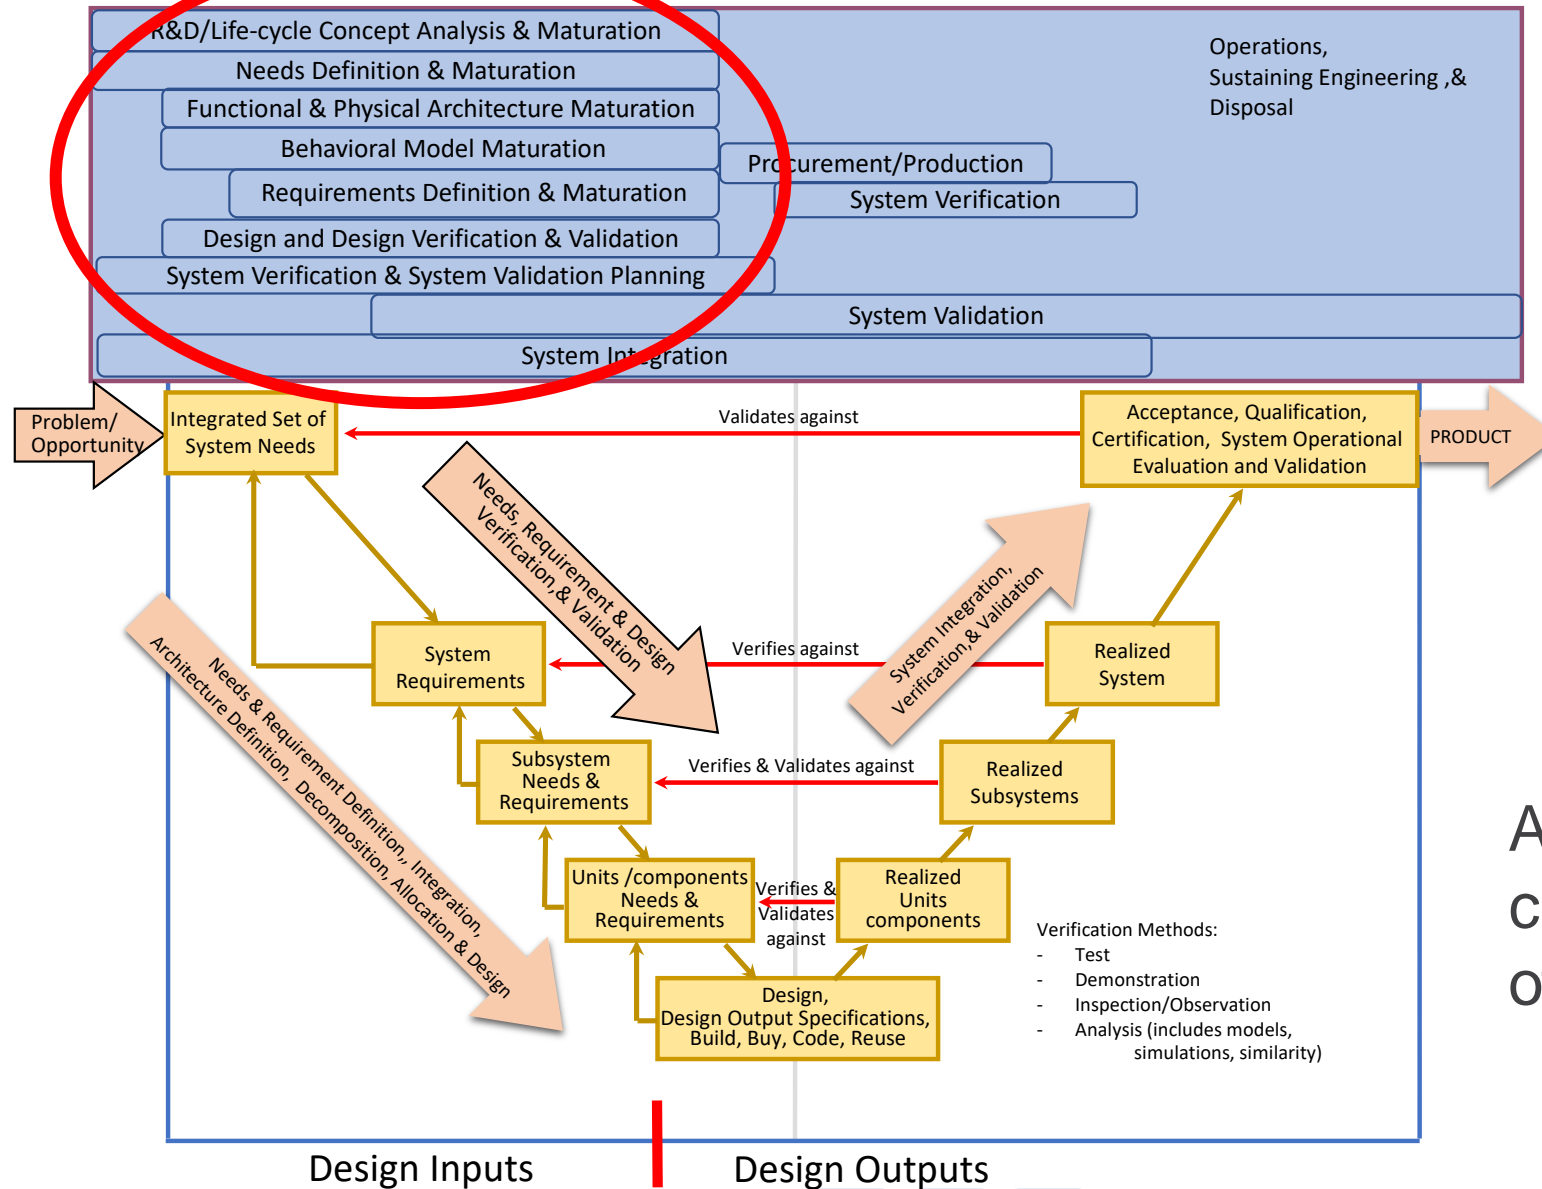 R&D/Life-cycle Concept Analysis & Maturation
Needs Definition & Maturation
Functional & Physical Architecture Maturation
Behavioral Model Maturation
Requirements Definition & Maturation
Design and Design Verification & Validation
System Verification & System Validation Planning
Procurement/Production
System Verification
System Validation
System Integration
Operations,
Sustaining Engineering ,&
Disposal
Problem/
Opportunity
Integrated Set of
System Needs
Validates against
Acceptance, Qualification,
Certification, System Operational
Evaluation and Validation
PRODUCT
Needs, Requirement & Design
Verification,& Validation
System Integration,
Verification,& Validation
Needs & Requirement Definition,, Integration,
Architecture Definition, Decomposition, Allocation & Design
System
Requirements
Verifies against
Realized
System
Subsystem
Needs &
Requirements
Verifies & Validates against
Realized
Subsystems
Units /components
Needs &
Requirements
Verifies &
Validates
against
Realized
Units
components
Design,
Design Output Specifications,
Build, Buy, Code, Reuse
Verification Methods:
- Test
- Demonstration
- Inspection/Observation
- Analysis (includes models,
simulations, similarity)
A
c
o
Design Inputs
Design Outputs